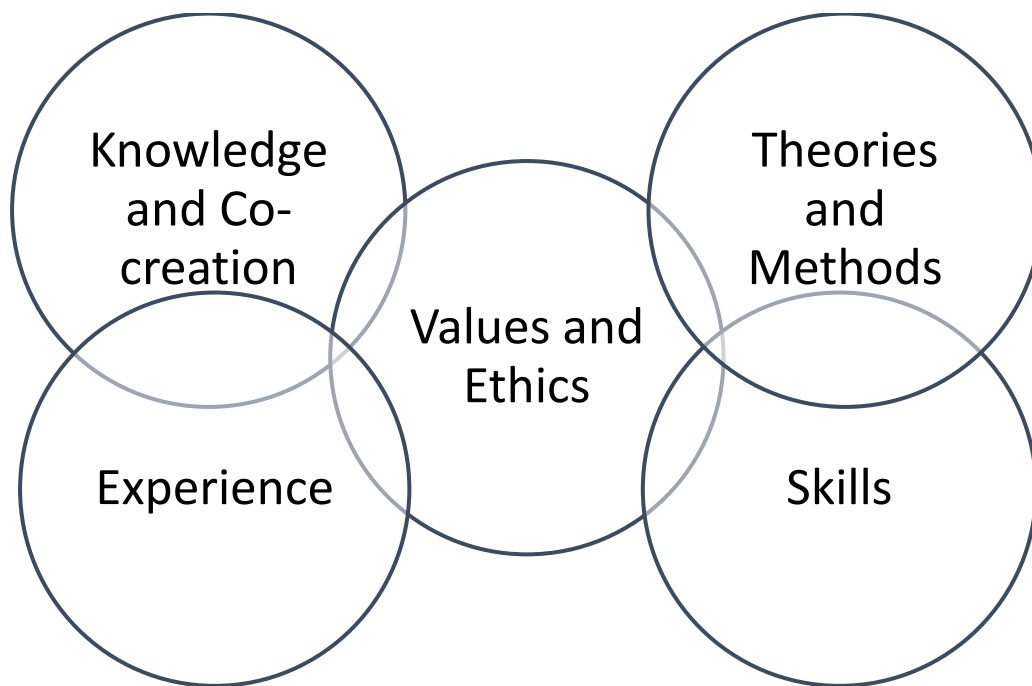 Knowledge
and Co-
creation
Theories
and
Methods
Values and
Ethics
Experience
Skills